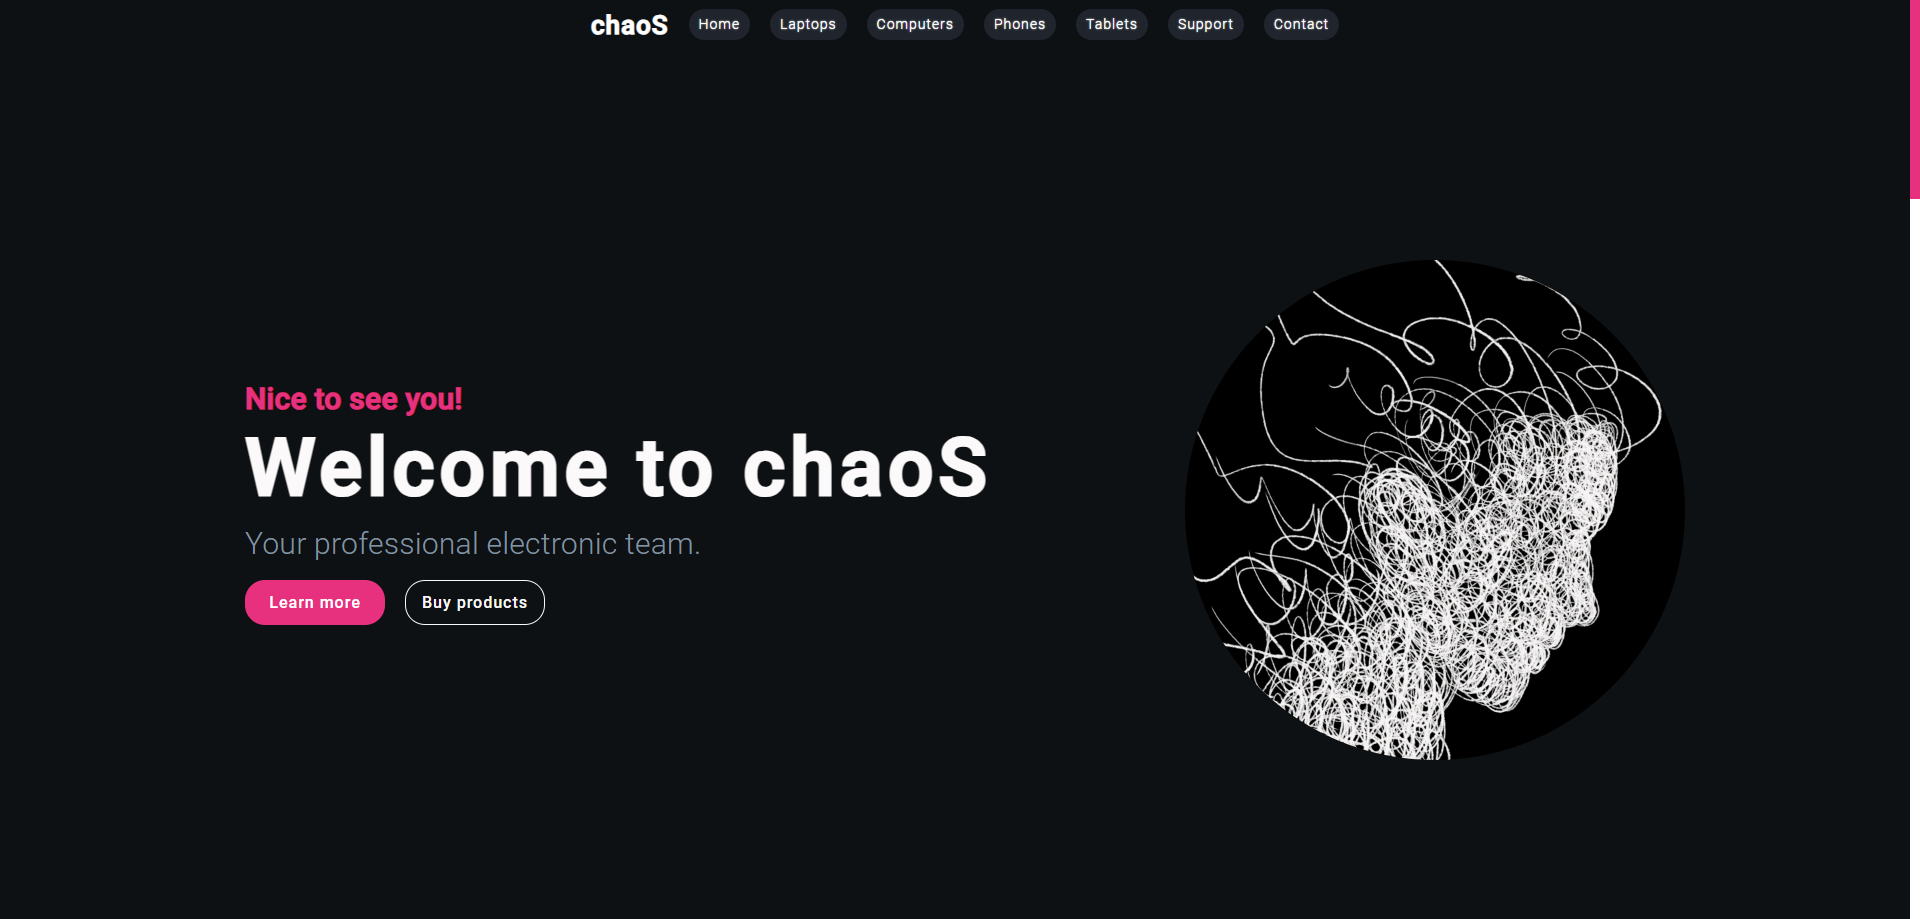 chaoS Home Laptops Computers Phones Tablets Support Contact
Nice to see you!
Welcome to chaoS
Your professional electronic team.
Learn more Buy products